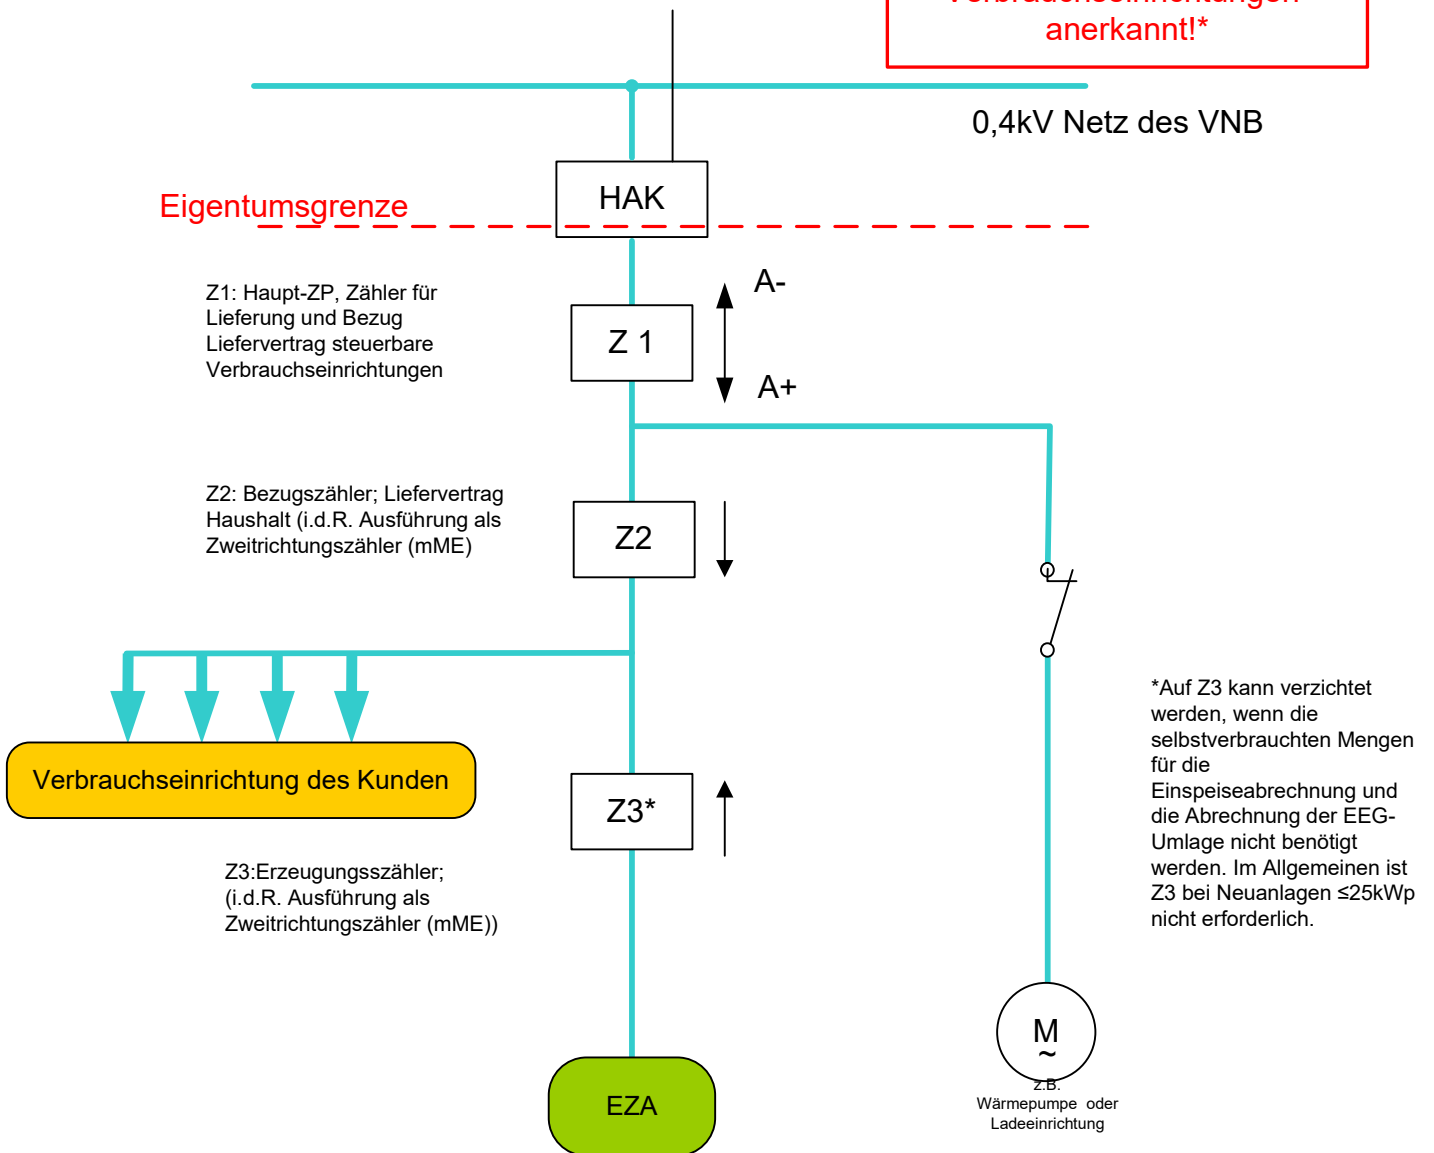 anerkannt!*
0,4kV Netz des VNB
HAK
Eigentumsgrenze
Z1: Haupt-ZP, Zähler für
Lieferung und Bezug
Liefervertrag steuerbare
Verbrauchseinrichtungen
Z 1
A-
A+
Z2: Bezugszähler; Liefervertrag
Haushalt (i.d.R. Ausführung als
Zweitrichtungszähler (mME)
Z2
Verbrauchseinrichtung des Kunden
Z3*
Z3:Erzeugungsszähler;
(i.d.R. Ausführung als
Zweitrichtungszähler (mME))
*Auf Z3 kann verzichtet
werden, wenn die
selbstverbrauchten Mengen
für die
Einspeiseabrechnung und
die Abrechnung der EEG-
Umlage nicht benötigt
werden. Im Allgemeinen ist
Z3 bei Neuanlagen ≤25kWp
nicht erforderlich.
M
~
z.B.
Wärmepumpe oder
Ladeeinrichtung
EZA